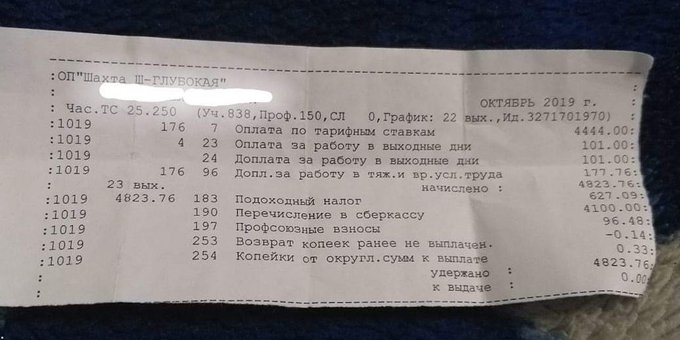 :ОП"Шахта Ш-ГЛУБОКАЯ"
ОКТЯБРЬ 2019 г. :
: Час.ТС 25.250 (Уч.838,Проф.150,СЛ 0,График: 22 вых.,Ид.3271701970) :
:1019 176 7 Оплата по тарифным ставкам 4444.00:
:1019 4 23 Оплата за работу в выходные дни 101.00:
:1019 24 Доплата за работу в выходные дни 101.00:
:1019 176 96 Допл.за работу в тяж.и вр.усл.труда 177.76:
: 23 вых. начислено : 4823.76:
:1019 4823.76 183 Подоходный налог 627.09:
:1019 190 Перечисление в сберкассу 4100.00:
:1019 197 Профсоюзные взносы 96.48:
:1019 253 Возврат копеек ранее не выплачен. -0.14:
:1019 254 Копейки от округл.сумм к выплате 0.33:
: удержано : 4823.76:
: к выдаче : 0.00: